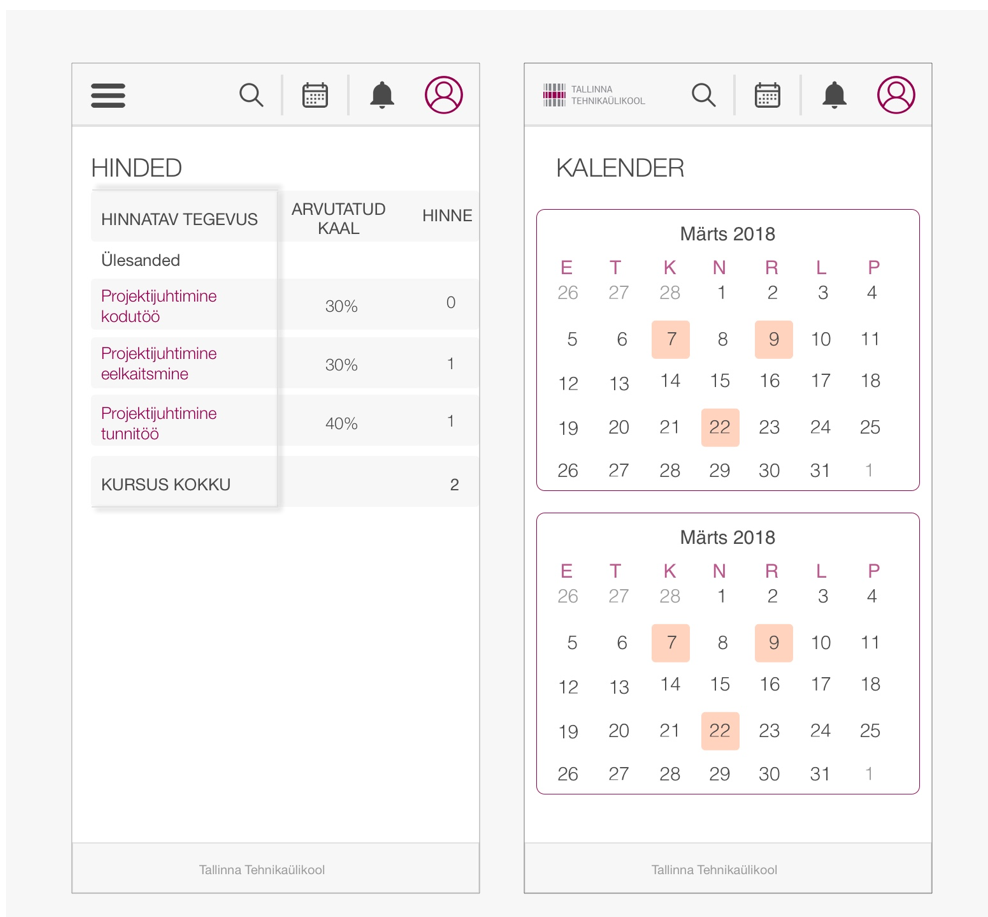 HINDED
HINNATAV TEGEVUS ARVUTATUD KAAL HINNE
Ülesanded
Projektijuhtimine
kodutöö 30% 0
Projektijuhtimine
eelkaitsmine 30% 1
Projektijuhtimine
tunnitöö 40% 1
KURSUS KOKKU 2
Tallinna Tehnikaülikool
TALLINNA
TEHNIKAÜLIKOOL
KALENDER
Märts 2018
E T K N R L P
26 27 28 1 2 3 4
5 6 7 8 9 10 11
12 13 14 15 16 17 18
19 20 21 22 23 24 25
26 27 28 29 30 31 1
Märts 2018
E T K N R L P
26 27 28 1 2 3 4
5 6 7 8 9 10 11
12 13 14 15 16 17 18
19 20 21 22 23 24 25
26 27 28 29 30 31 1
Tallinna Tehnikaülikool